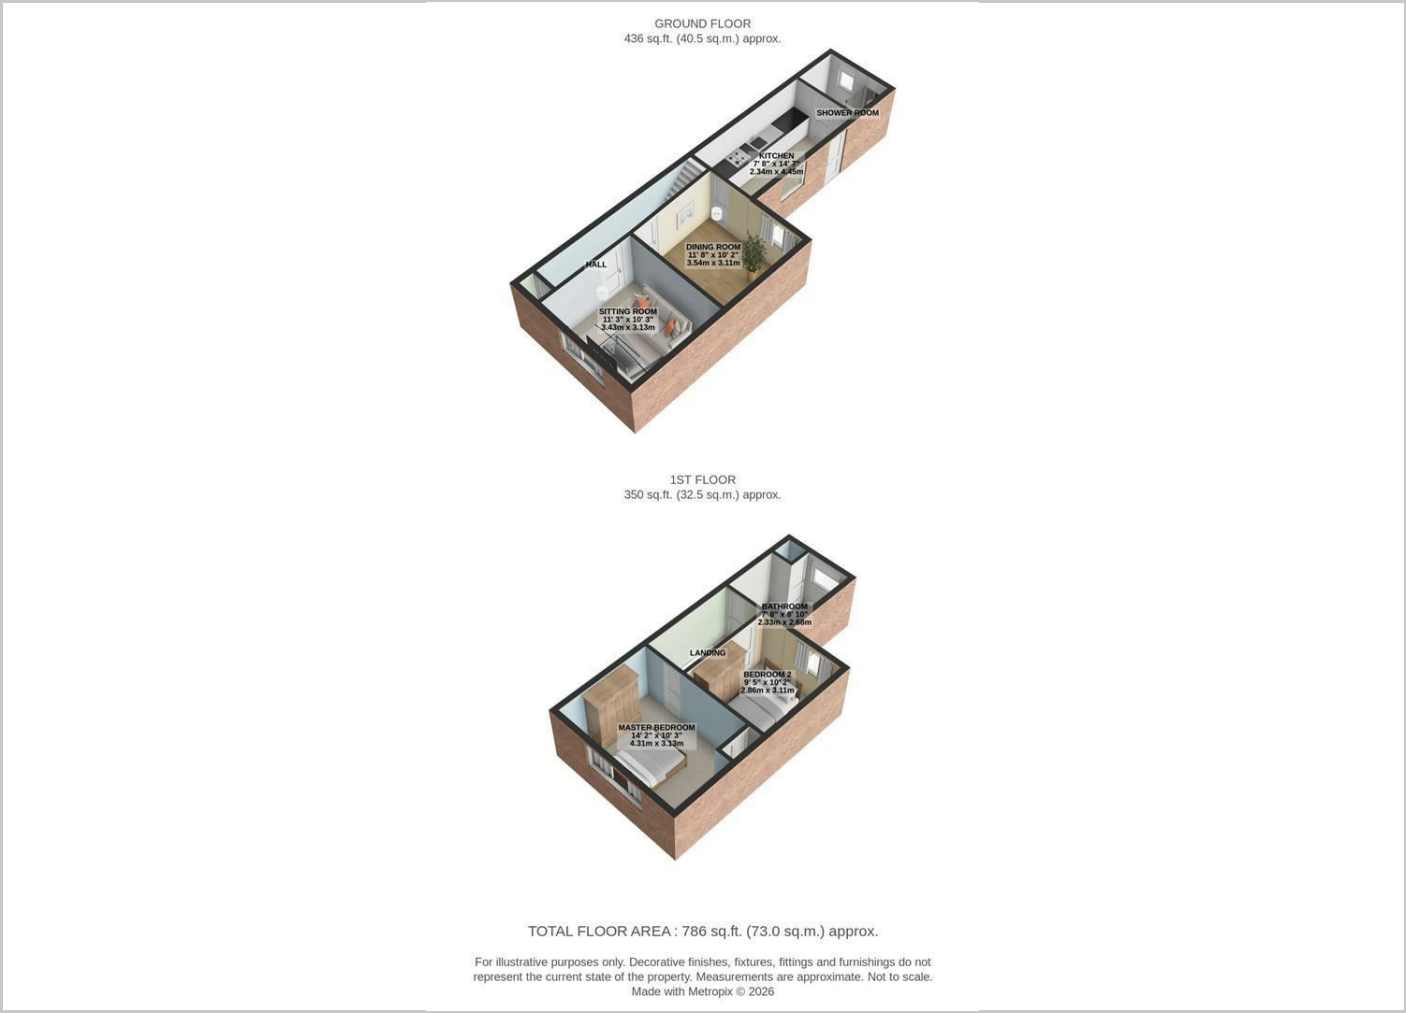 GROUND FLOOR
436 sq.ft. (40.5 sq.m.) approx.
SHOWER ROOM
KITCHEN
7' 8" x 14' 7"
2.34m x 4.45m
DINING ROOM
11' 8" x 10' 2"
3.54m x 3.11m
HALL
SITTING ROOM
11' 3" x 10' 3"
3.43m x 3.13m
1ST FLOOR
350 sq.ft. (32.5 sq.m.) approx.
BATHROOM
7' 8" x 8' 10"
2.33m x 2.68m
LANDING
BEDROOM 2
9' 5" x 10' 2"
2.86m x 3.11m
MASTER BEDROOM
14' 2" x 10' 3"
4.31m x 3.13m
TOTAL FLOOR AREA : 786 sq.ft. (73.0 sq.m.) approx.
For illustrative purposes only. Decorative finishes, fixtures, fittings and furnishings do not
represent the current state of the property. Measurements are approximate. Not to scale.
Made with Metropix © 2026